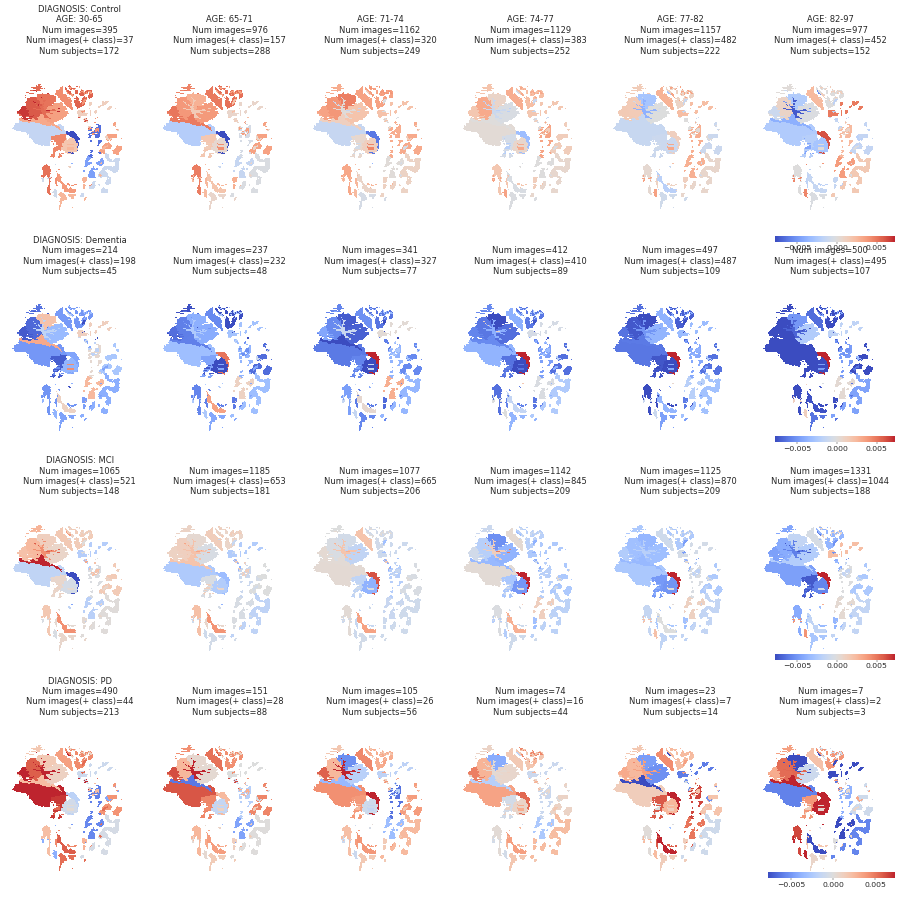 DIAGNOSIS: Control
AGE: 30-65
Num images=395
Num images(+ class)=37
Num subjects=172
AGE: 65-71
Num images=976
Num images(+ class)=157
Num subjects=288
AGE: 71-74
Num images=1162
Num images(+ class)=320
Num subjects=249
AGE: 74-77
Num images=1129
Num images(+ class)=383
Num subjects=252
AGE: 77-82
Num images=1157
Num images(+ class)=482
Num subjects=222
AGE: 82-97
Num images=977
Num images(+ class)=452
Num subjects=152
−0.005 0.000 0.005
DIAGNOSIS: Dementia
Num images=214
Num images(+ class)=198
Num subjects=45
Num images=237
Num images(+ class)=232
Num subjects=48
Num images=341
Num images(+ class)=327
Num subjects=77
Num images=412
Num images(+ class)=410
Num subjects=89
Num images=497
Num images(+ class)=487
Num subjects=109
Num images=500
Num images(+ class)=495
Num subjects=107
−0.005 0.000 0.005
DIAGNOSIS: MCI
Num images=1065
Num images(+ class)=521
Num subjects=148
Num images=1185
Num images(+ class)=653
Num subjects=181
Num images=1077
Num images(+ class)=665
Num subjects=206
Num images=1142
Num images(+ class)=845
Num subjects=209
Num images=1125
Num images(+ class)=870
Num subjects=209
Num images=1331
Num images(+ class)=1044
Num subjects=188
−0.005 0.000 0.005
DIAGNOSIS: PD
Num images=490
Num images(+ class)=44
Num subjects=213
Num images=151
Num images(+ class)=28
Num subjects=88
Num images=105
Num images(+ class)=26
Num subjects=56
Num images=74
Num images(+ class)=16
Num subjects=44
Num images=23
Num images(+ class)=7
Num subjects=14
Num images=7
Num images(+ class)=2
Num subjects=3
−0.005 0.000 0.005